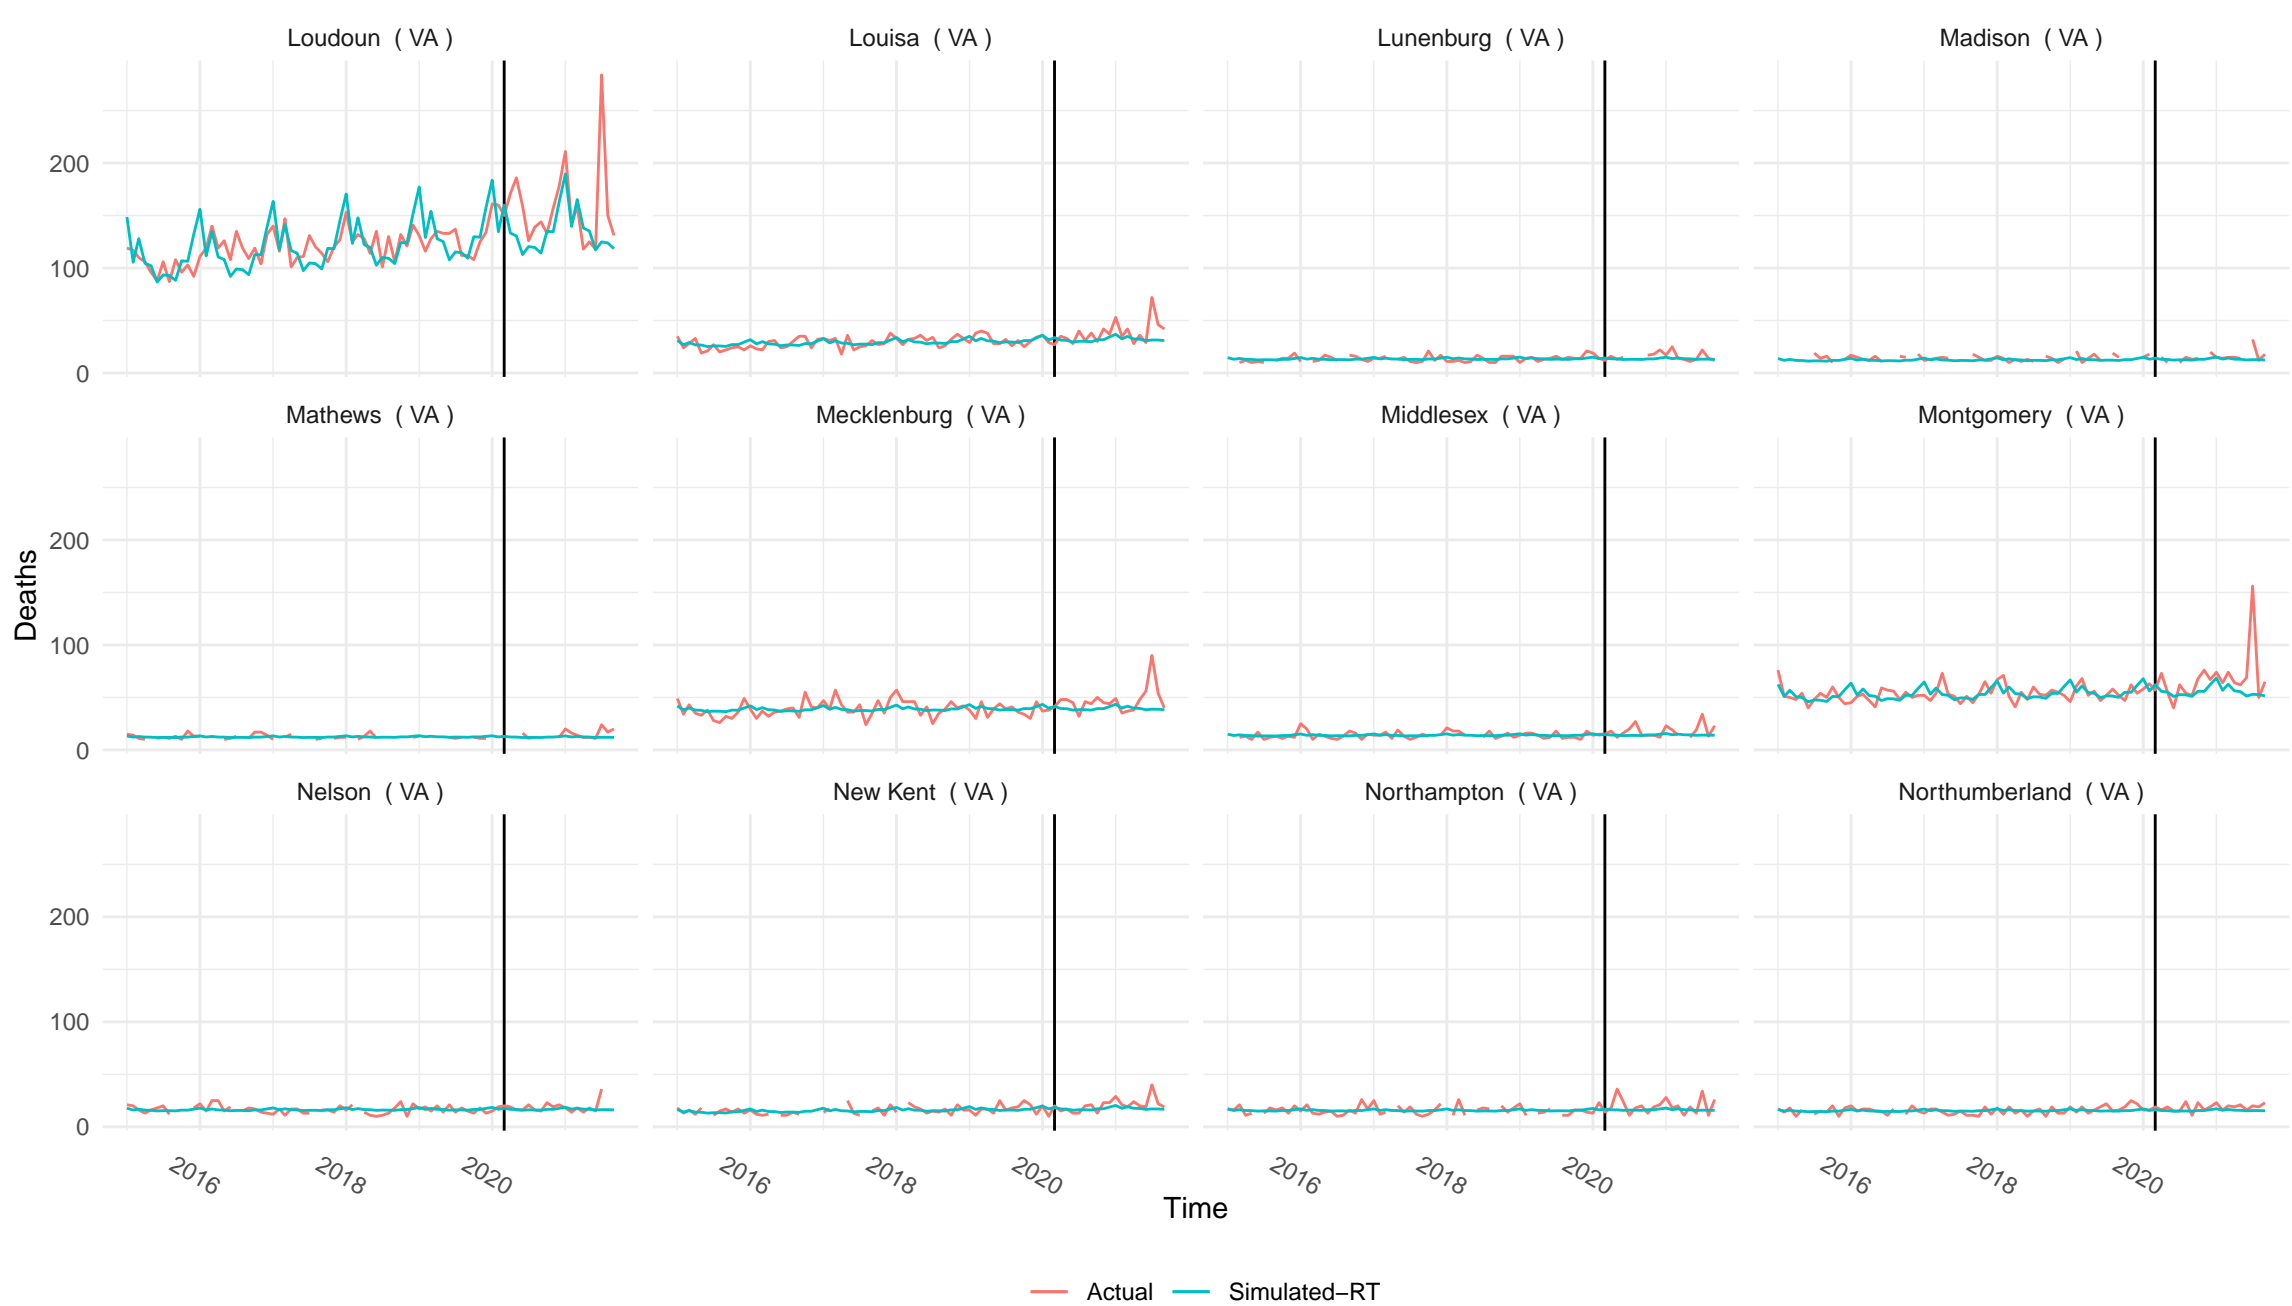 Loudoun ( VA )
Louisa ( VA )
Lunenburg ( VA )
Madison ( VA )
200
100
0
Mathews ( VA )
Mecklenburg ( VA )
Middlesex ( VA )
Montgomery ( VA )
Deaths
200
100
0
Nelson ( VA )
New Kent ( VA )
Northampton ( VA )
Northumberland ( VA )
200
100
0
2016 2018 2020
2016 2018 2020
2016 2018 2020
2016 2018 2020
Time
Actual
Simulated−RT